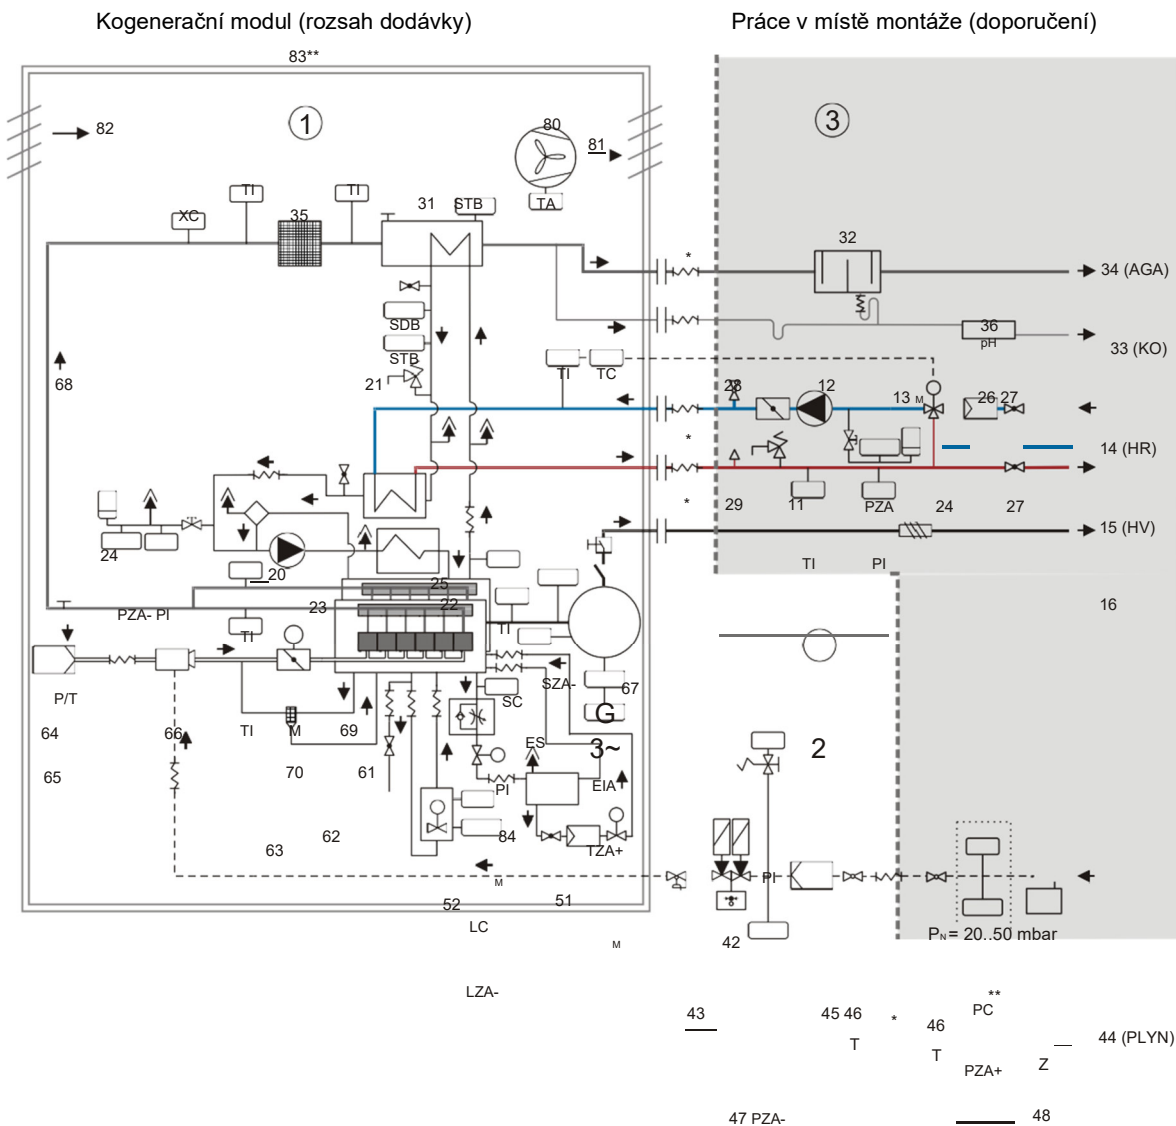 Kogenerační modul (rozsah dodávky) Práce v místě montáže (doporučení)
83**
82 1 80 81 3
TI TI 31 STB TA
XC 35 32
* 34 (AGA)
SDB 36
STB pH 33 (KO)
TI TC
68 21 28 12 13 M 26 27
* 14 (HR)
* 29 11 PZA 24 27
24 15 (HV)
TI PI
20 25
PZA- PI 23 22 16
TI TI
P/T SZA- 67
SC G
64 66 TI M 69 ES 3~ 2
65 70 61 PI EIA
62 84 TZA+
63
M PI
52 51
LC 42 PN = 20..50 mbar
M
LZA- **
PC
43 45 46 * 46
T T 44 (PLYN)
PZA+ Z
47 PZA- 48